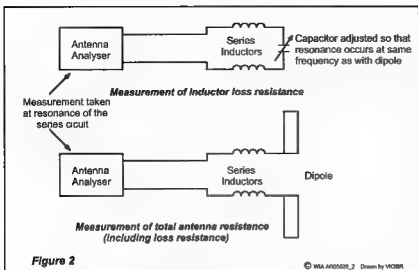 Antenna
Analyser
Series
Inductors
Capacitor adjusted so that
resonance occurs at same
frequency as with dipole
Measurement taken
at resonance of the
series cicuit
Measurement of inductor loss resistance
Antenna
Analyser
Series
Inductors
Dipole
Measurement of total antenna resistance
(including loss resistance)
Figure 2
© WIA AR05020_2 Drawn by